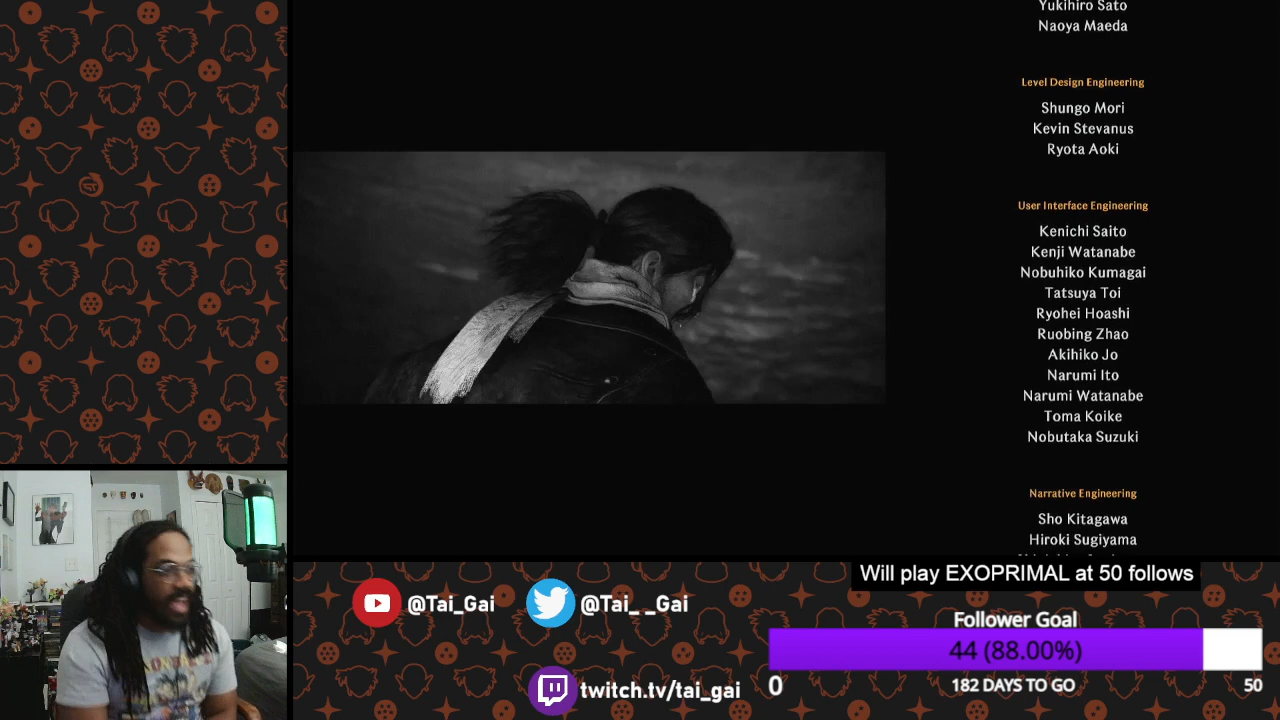 Yukihiro Sato
Naoya Maeda
Level Design Engineering
Shungo Mori
Kevin Stevanus
Ryota Aoki
User Interface Engineering
Kenichi Saito
Kenji Watanabe
Nobuhiko Kumagai
Tatsuya Toi
Ryohei Hoashi
Ruobing Zhao
Akihiko Jo
Narumi Ito
Narumi Watanabe
Toma Koike
Nobutaka Suzuki
Narrative Engineering
Sho Kitagawa
Hiroki Sugiyama
Will play EXOPRIMAL at 50 follows
@Tai_Gai
@Tai__Gai
Follower Goal
44 (88.00%)
twitch.tv/tai_gai
0
182 DAYS TO GO
50